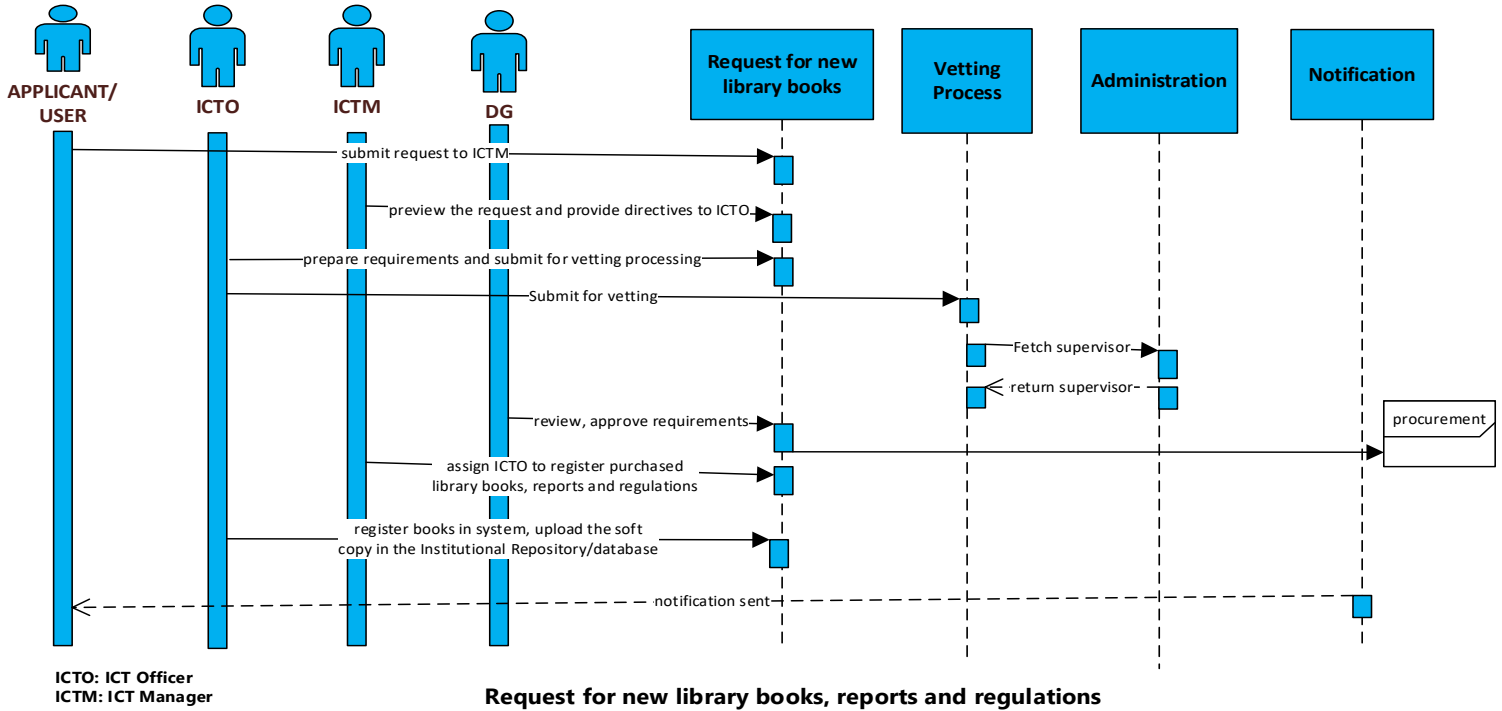 APPLICANT/
USER
ICTO
ICTM
DG
Request for new
library books
Vetting
Process
Administration
Notification
submit request to ICTM
preview the request and provide directives to ICTO
prepare requirements and submit for vetting processing
Submit for vetting
Fetch supervisor
return supervisor
review, approve requirements
procurement
assign ICTO to register purchased
library books, reports and regulations
register books in system, upload the soft
copy in the Institutional Repository/database
notification sent
ICTO: ICT Officer
ICTM: ICT Manager
Request for new library books, reports and regulations